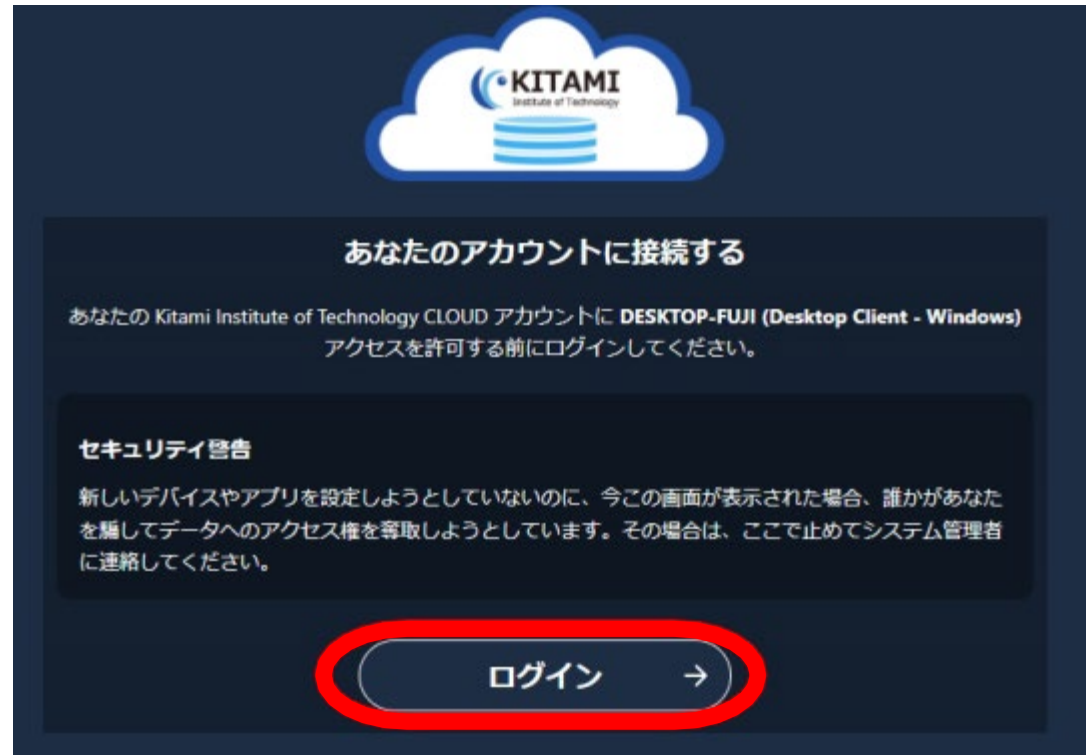 KITAMI
Institute of Technology
あなたのアカウントに接続する
あなたの Kitami Institute of Technology CLOUD アカウントに DESKTOP-FUJI (Desktop Client - Windows)
アクセスを許可する前にログインしてください。
セキュリティ警告
新しいデバイスやアプリを設定しようとしていないのに、今この画面が表示された場合、誰かがあなた
を騙してデータへのアクセス権を奪取しようとしています。その場合は、ここで止めてシステム管理者
に連絡してください。
ログイン →